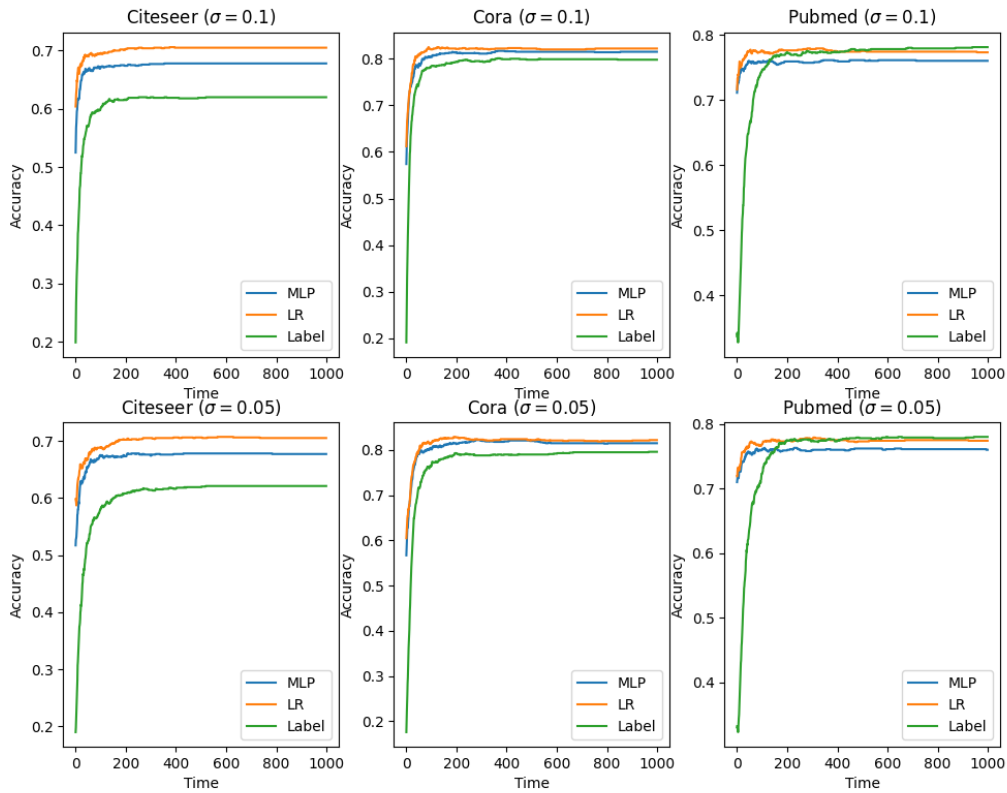 Citeseer (σ = 0.1)
Accuracy
0.7
0.6
0.5
0.4
0.3
0.2
0 200 400 600 800 1000
Time
MLP
LR
Label
Cora (σ = 0.1)
Accuracy
0.8
0.7
0.6
0.5
0.4
0.3
0.2
0 200 400 600 800 1000
Time
MLP
LR
Label
Pubmed (σ = 0.1)
Accuracy
0.8
0.7
0.6
0.5
0.4
0 200 400 600 800 1000
Time
MLP
LR
Label
Citeseer (σ = 0.05)
Accuracy
0.7
0.6
0.5
0.4
0.3
0.2
0 200 400 600 800 1000
Time
MLP
LR
Label
Cora (σ = 0.05)
Accuracy
0.8
0.7
0.6
0.5
0.4
0.3
0.2
0 200 400 600 800 1000
Time
MLP
LR
Label
Pubmed (σ = 0.05)
Accuracy
0.8
0.7
0.6
0.5
0.4
0 200 400 600 800 1000
Time
MLP
LR
Label